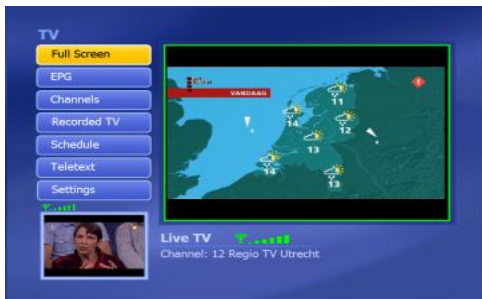 TV
Full Screen
EPG
Channels
Recorded TV
Schedule
Teletext
Settings
VANDAAG
11
14
12
13
14
13
Live TV
Channel: 12 Regio TV Utrecht